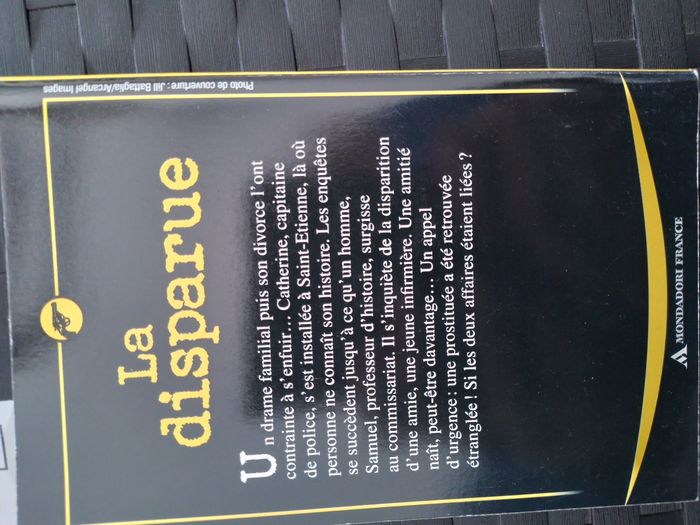 La
disparue
Un drame familial puis son divorce l'ont
contrainte à s'enfuir... Catherine, capitaine
de police, s'est installée à Saint-Etienne, là où
personne ne connaît son histoire. Les enquêtes
se succèdent jusqu'à ce qu'un homme,
Samuel, professeur d'histoire, surgisse
au commissariat. Il s'inquiète de la disparition
d'une amie, une jeune infirmière. Une amitié
naît, peut-être davantage... Un appel
d'urgence : une prostituée a été retrouvée
étranglée ! Si les deux affaires étaient liées ?
MONDADORI FRANCE
Photo de couverture : Jill Battaglia/Arcangel Images